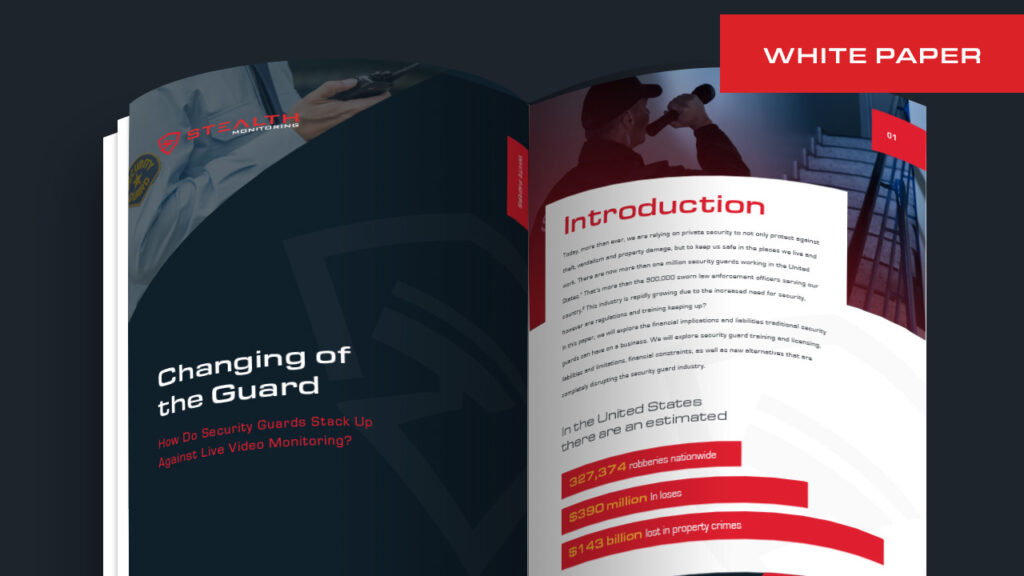 WHITE PAPER
STEALTH
MONITORING
SECURITY
WHITE PAPERS
01
Changing of
the Guard
How Do Security Guards Stack Up
Against Live Video Monitoring?
Introduction
Today, more than ever, we are relying on private security to not only protect against
theft, vandalism and property damage, but to keep us safe in the places we live and
work. There are now more than one million security guards working in the United
States.¹ That's more than the 900,000 sworn law enforcement officers serving our
country.² This industry is rapidly growing due to the increased need for security,
however are regulations and training keeping up?
In this paper, we will explore the financial implications and liabilities traditional security
guards can have on a business. We will explore security guard training and licensing,
liabilities and limitations, financial constraints, as well as new alternatives that are
completely disrupting the security guard industry.
In the United States
there are an estimated
327,374 robberies nationwide
$390 million In loses
$143 billion lost in property crimes